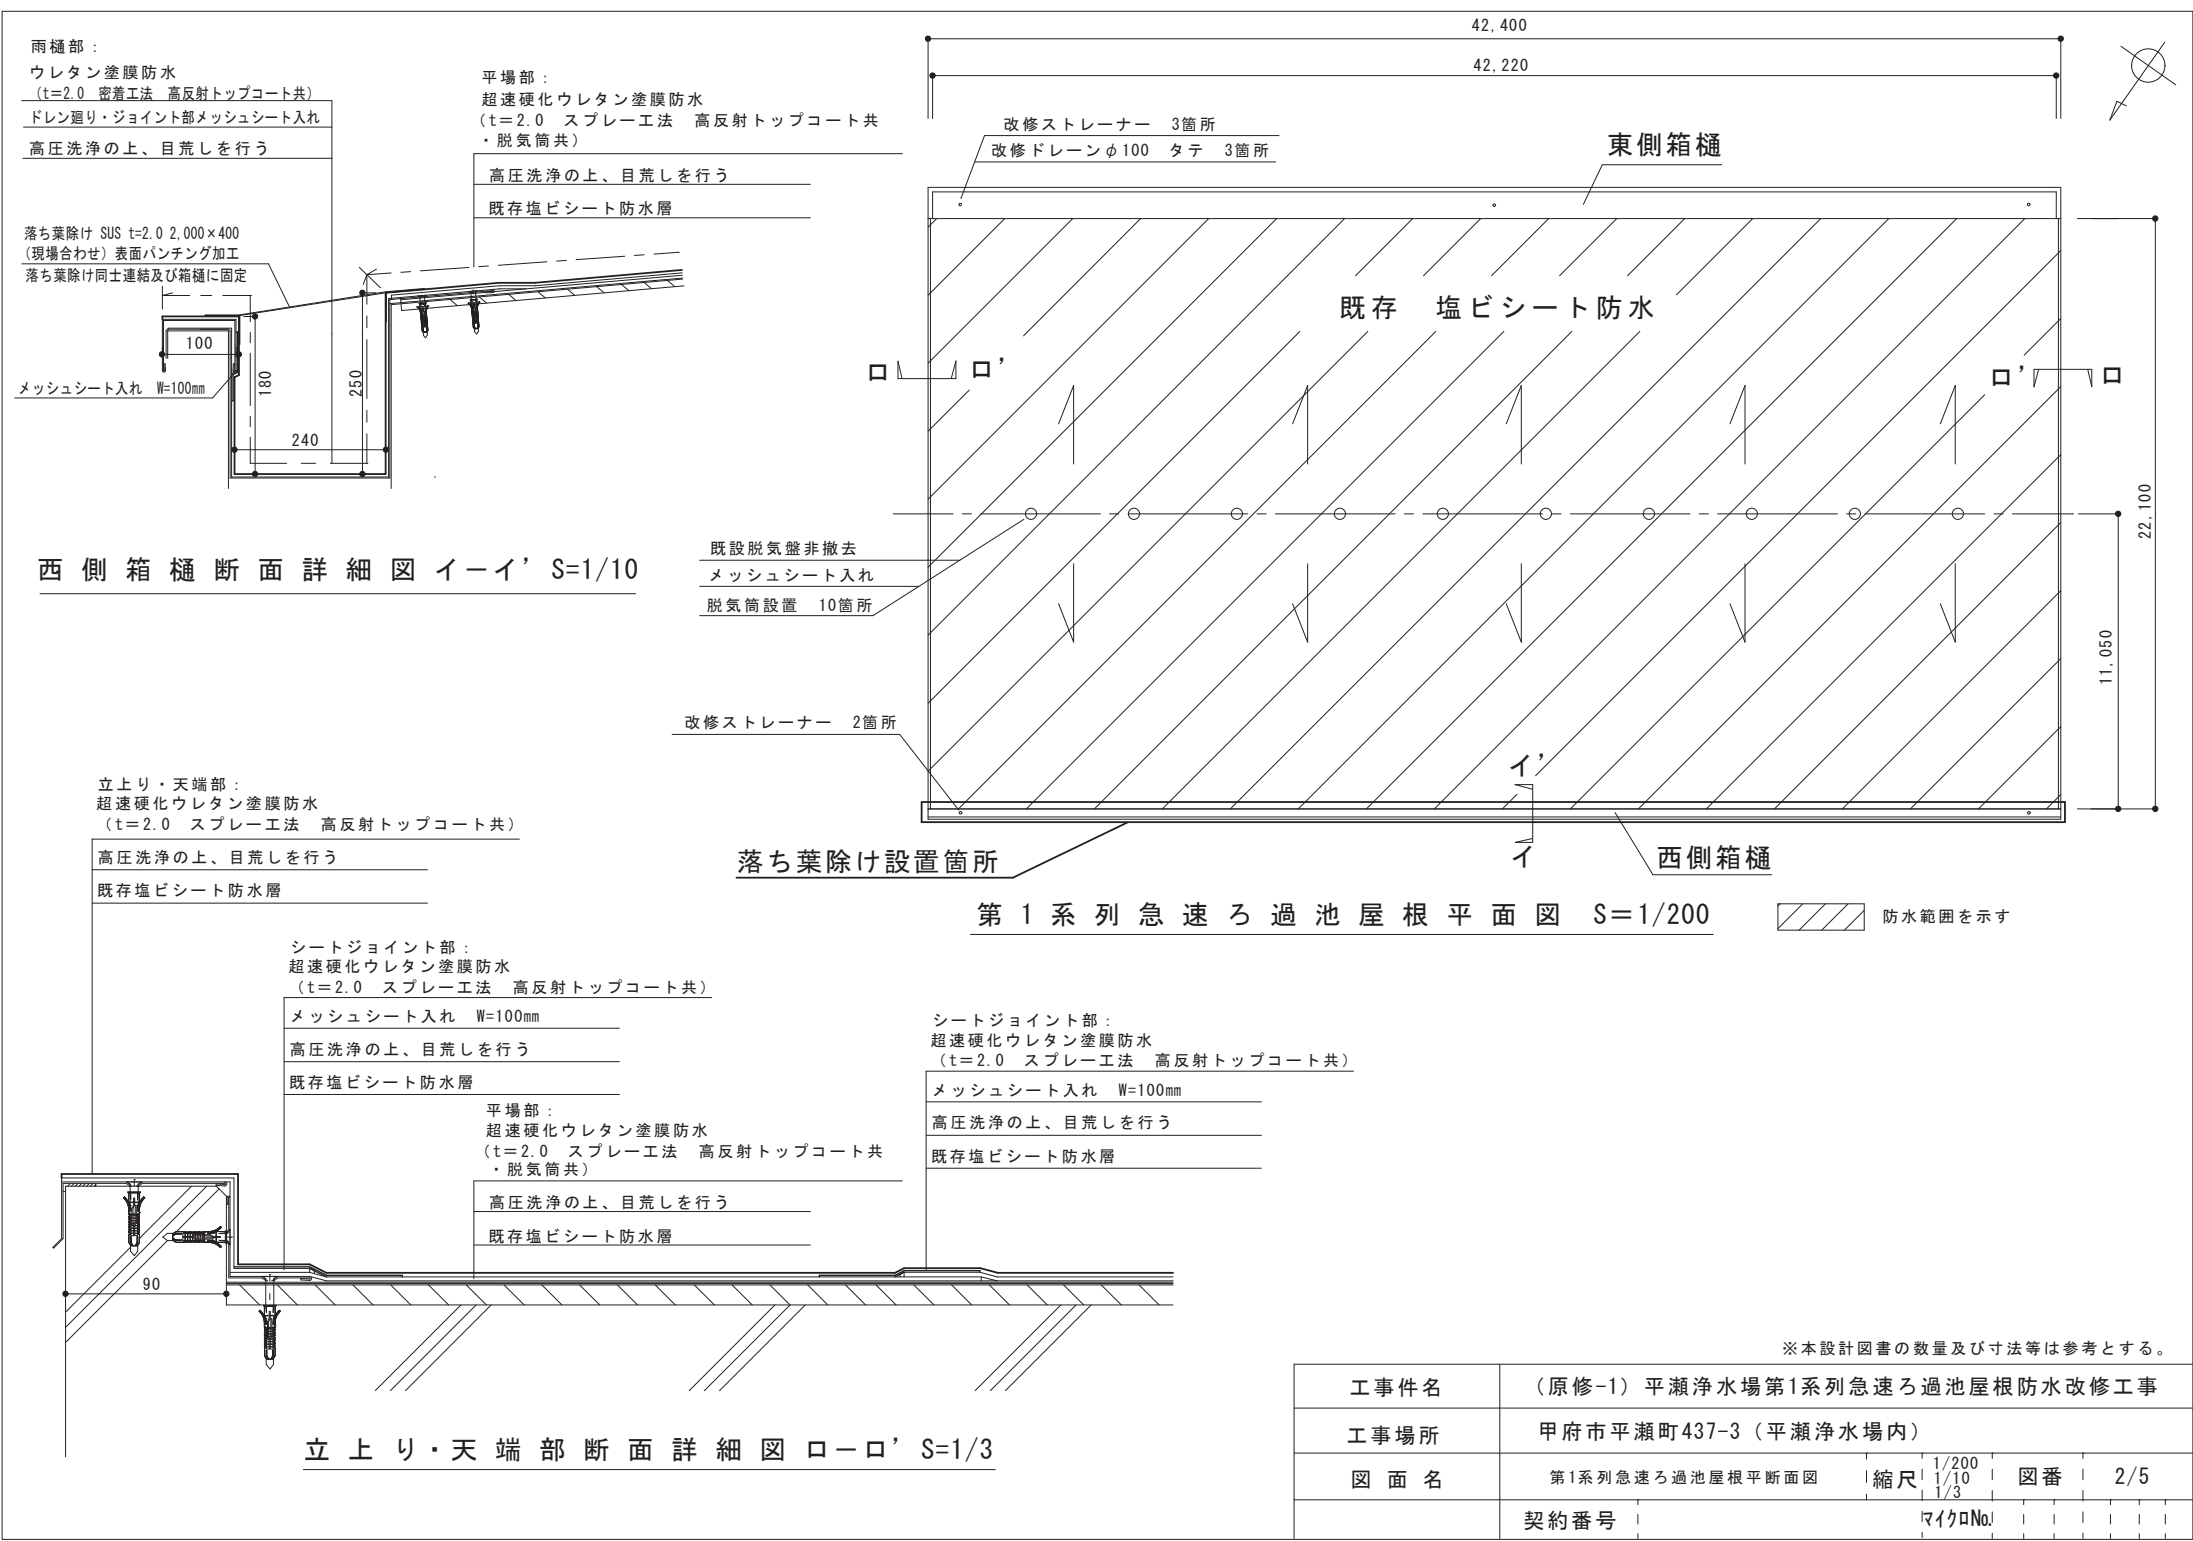 雨樋部：
ウレタン塗膜防水
（t=2.0　密着工法　高反射トップコート共）
ドレン廻り・ジョイント部メッシュシート入れ
高圧洗浄の上、目荒しを行う
平場部：
超速硬化ウレタン塗膜防水
（t＝2.0　スプレー工法　高反射トップコート共
・脱気筒共）
高圧洗浄の上、目荒しを行う
既存塩ビシート防水層
落ち葉除け SUS t=2.0 2,000×400
（現場合わせ）表面パンチング加工
落ち葉除け同士連結及び箱樋に固定
100
180
250
240
メッシュシート入れ　W=100mm
西側箱樋断面詳細図イーイ’ S=1/10
42,400
42,220
改修ストレーナー　3箇所
改修ドレーンφ100　タテ　3箇所
東側箱樋
既存　塩ビシート防水
ロ
ロ’
ロ’
ロ
22,100
11,050
既設脱気盤非撤去
メッシュシート入れ
脱気筒設置　10箇所
改修ストレーナー　2箇所
イ’
イ
落ち葉除け設置箇所
西側箱樋
第1系列急速ろ過池屋根平面図　S＝1/200
防水範囲を示す
立上り・天端部：
超速硬化ウレタン塗膜防水
（t＝2.0　スプレー工法　高反射トップコート共）
高圧洗浄の上、目荒しを行う
既存塩ビシート防水層
シートジョイント部：
超速硬化ウレタン塗膜防水
（t＝2.0　スプレー工法　高反射トップコート共）
メッシュシート入れ　W=100mm
高圧洗浄の上、目荒しを行う
既存塩ビシート防水層
平場部：
超速硬化ウレタン塗膜防水
（t＝2.0　スプレー工法　高反射トップコート共
・脱気筒共）
高圧洗浄の上、目荒しを行う
既存塩ビシート防水層
シートジョイント部：
超速硬化ウレタン塗膜防水
（t＝2.0　スプレー工法　高反射トップコート共）
メッシュシート入れ　W=100mm
高圧洗浄の上、目荒しを行う
既存塩ビシート防水層
90
立上り・天端部断面詳細図ローロ’ S=1/3
※本設計図書の数量及び寸法等は参考とする。
工事件名　（原修-1）平瀬浄水場第1系列急速ろ過池屋根防水改修工事
工事場所　甲府市平瀬町437-3（平瀬浄水場内）
図面名　第1系列急速ろ過池屋根平断面図　縮尺　1/200　1/10　1/3　図番　2/5
契約番号　マイクロNo.